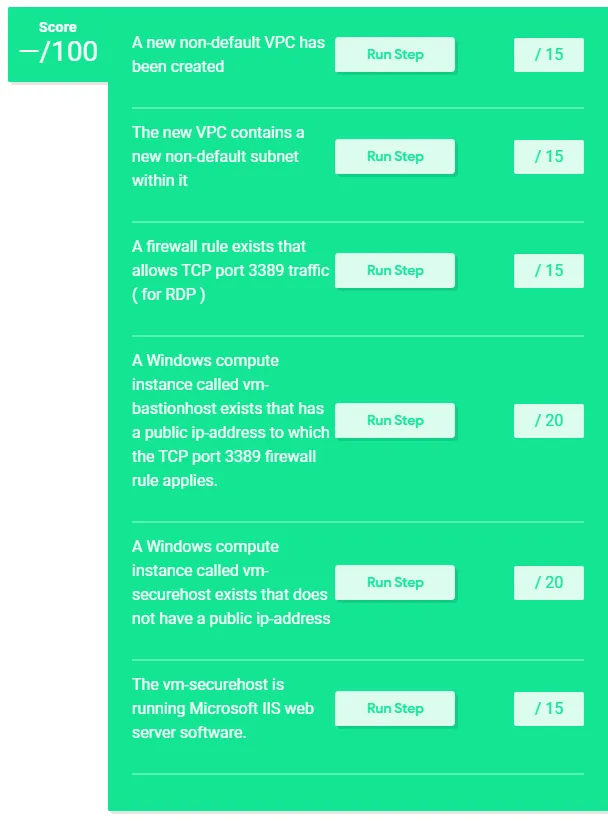 Score
—/100
A new non-default VPC has
been created
Run Step
/ 15
The new VPC contains a
new non-default subnet
within it
Run Step
/ 15
A firewall rule exists that
allows TCP port 3389 traffic
( for RDP )
Run Step
/ 15
A Windows compute
instance called vm-
bastionhost exists that has
a public ip-address to which
the TCP port 3389 firewall
rule applies.
Run Step
/ 20
A Windows compute
instance called vm-
securehost exists that does
not have a public ip-address
Run Step
/ 20
The vm-securehost is
running Microsoft IIS web
server software.
Run Step
/ 15